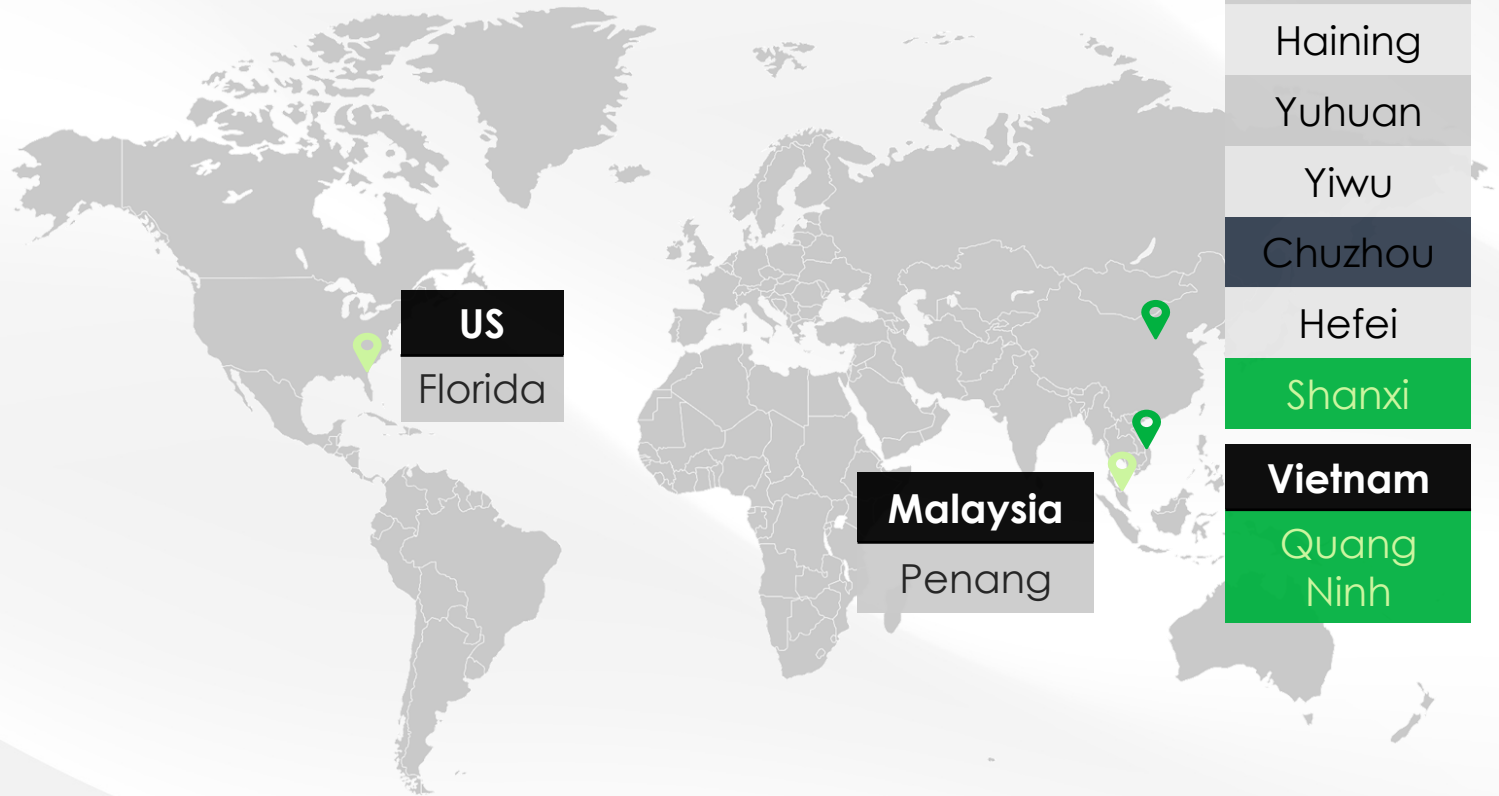 Haining
Yuhuan
Yiwu
Chuzhou
Hefei
Shanxi
US
Florida
Vietnam
Quang
Ninh
Malaysia
Penang